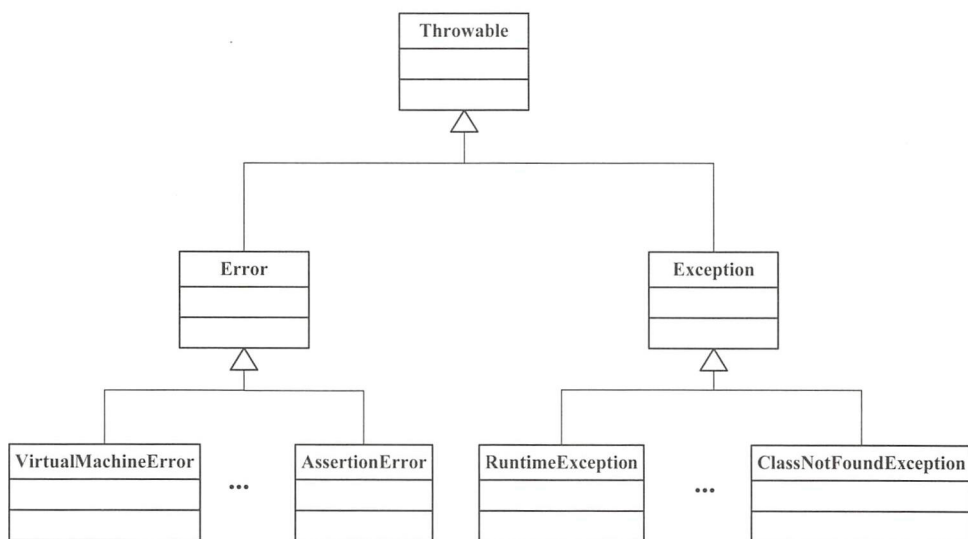 Throwable
Error
Exception
VirtualMachineError
...
AssertionError
RuntimeException
...
ClassNotFoundException